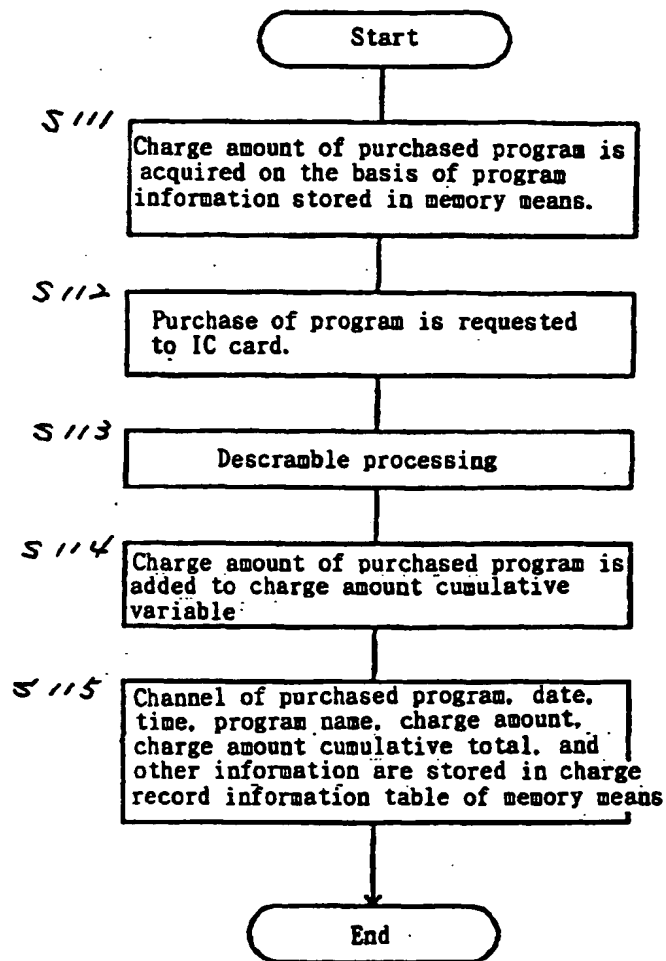 Start
S111
Charge amount of purchased program is
acquired on the basis of program
information stored in memory means.
S112
Purchase of program is requested
to IC card.
S113
Descramble processing
S114
Charge amount of purchased program is
added to charge amount cumulative
variable
S115
Channel of purchased program, date,
time, program name, charge amount,
charge amount cumulative total, and
other information are stored in charge
record information table of memory means
End